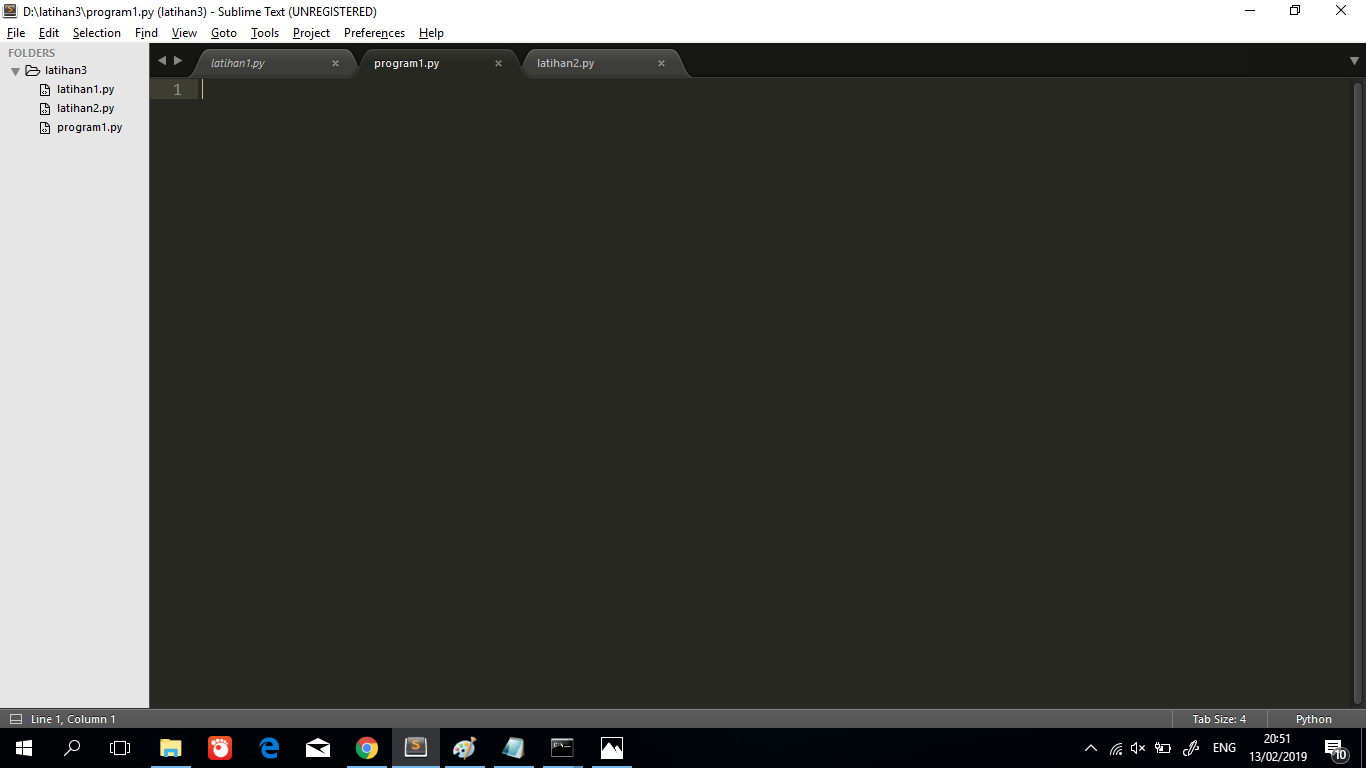 D:\latihan3\program1.py (latihan3) - Sublime Text (UNREGISTERED)
File Edit Selection Find View Goto Tools Project Preferences Help
FOLDERS
latihan3
latihan1.py
latihan2.py
program1.py
latihan1.py × program1.py × latihan2.py ×
1
Line 1, Column 1 Tab Size: 4 Python
ENG
20:51
13/02/2019
10